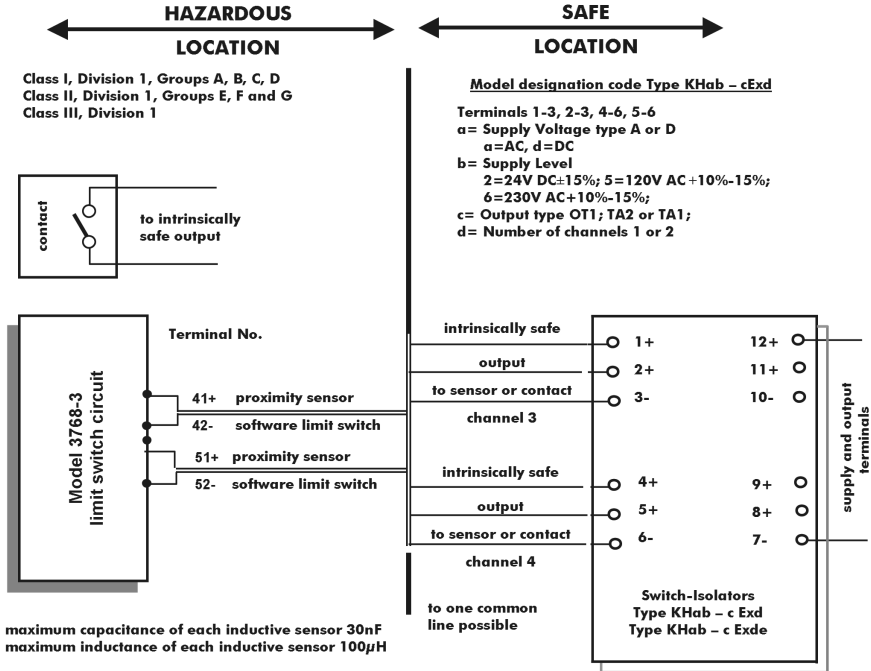 HAZARDOUS
LOCATION
SAFE
LOCATION
Class I, Division 1, Groups A, B, C, D
Class II, Division 1, Groups E, F and G
Class III, Division 1
Model designation code Type KHab – cExd
Terminals 1-3, 2-3, 4-6, 5-6
a= Supply Voltage type A or D
a=AC, d=DC
b= Supply Level
2=24V DC±15%; 5=120V AC +10%-15%;
6=230V AC+10%-15%;
c= Output type OT1; TA2 or TA1;
d= Number of channels 1 or 2
contact
to intrinsically
safe output
Model 3768-3
limit switch circuit
Terminal No.
41+ proximity sensor
42- software limit switch
51+ proximity sensor
52- software limit switch
intrinsically safe
output
to sensor or contact
channel 3
intrinsically safe
output
to sensor or contact
channel 4
to one common
line possible
1+ 12+
2+ 11+
3- 10-
4+ 9+
5+ 8+
6- 7-
supply and output
terminals
Switch-Isolators
Type KHab – c Exd
Type KHab – c Exde
maximum capacitance of each inductive sensor 30nF
maximum inductance of each inductive sensor 100µH